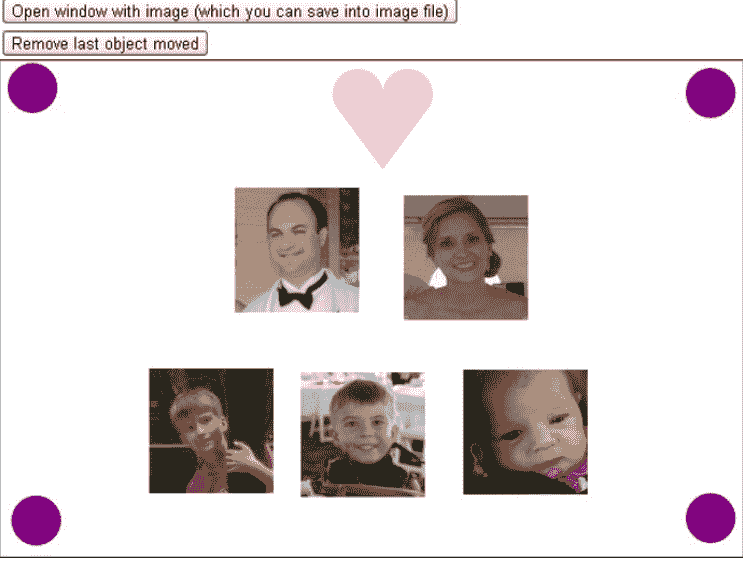 Open window with image (which you can save into image file)
Remove last object moved